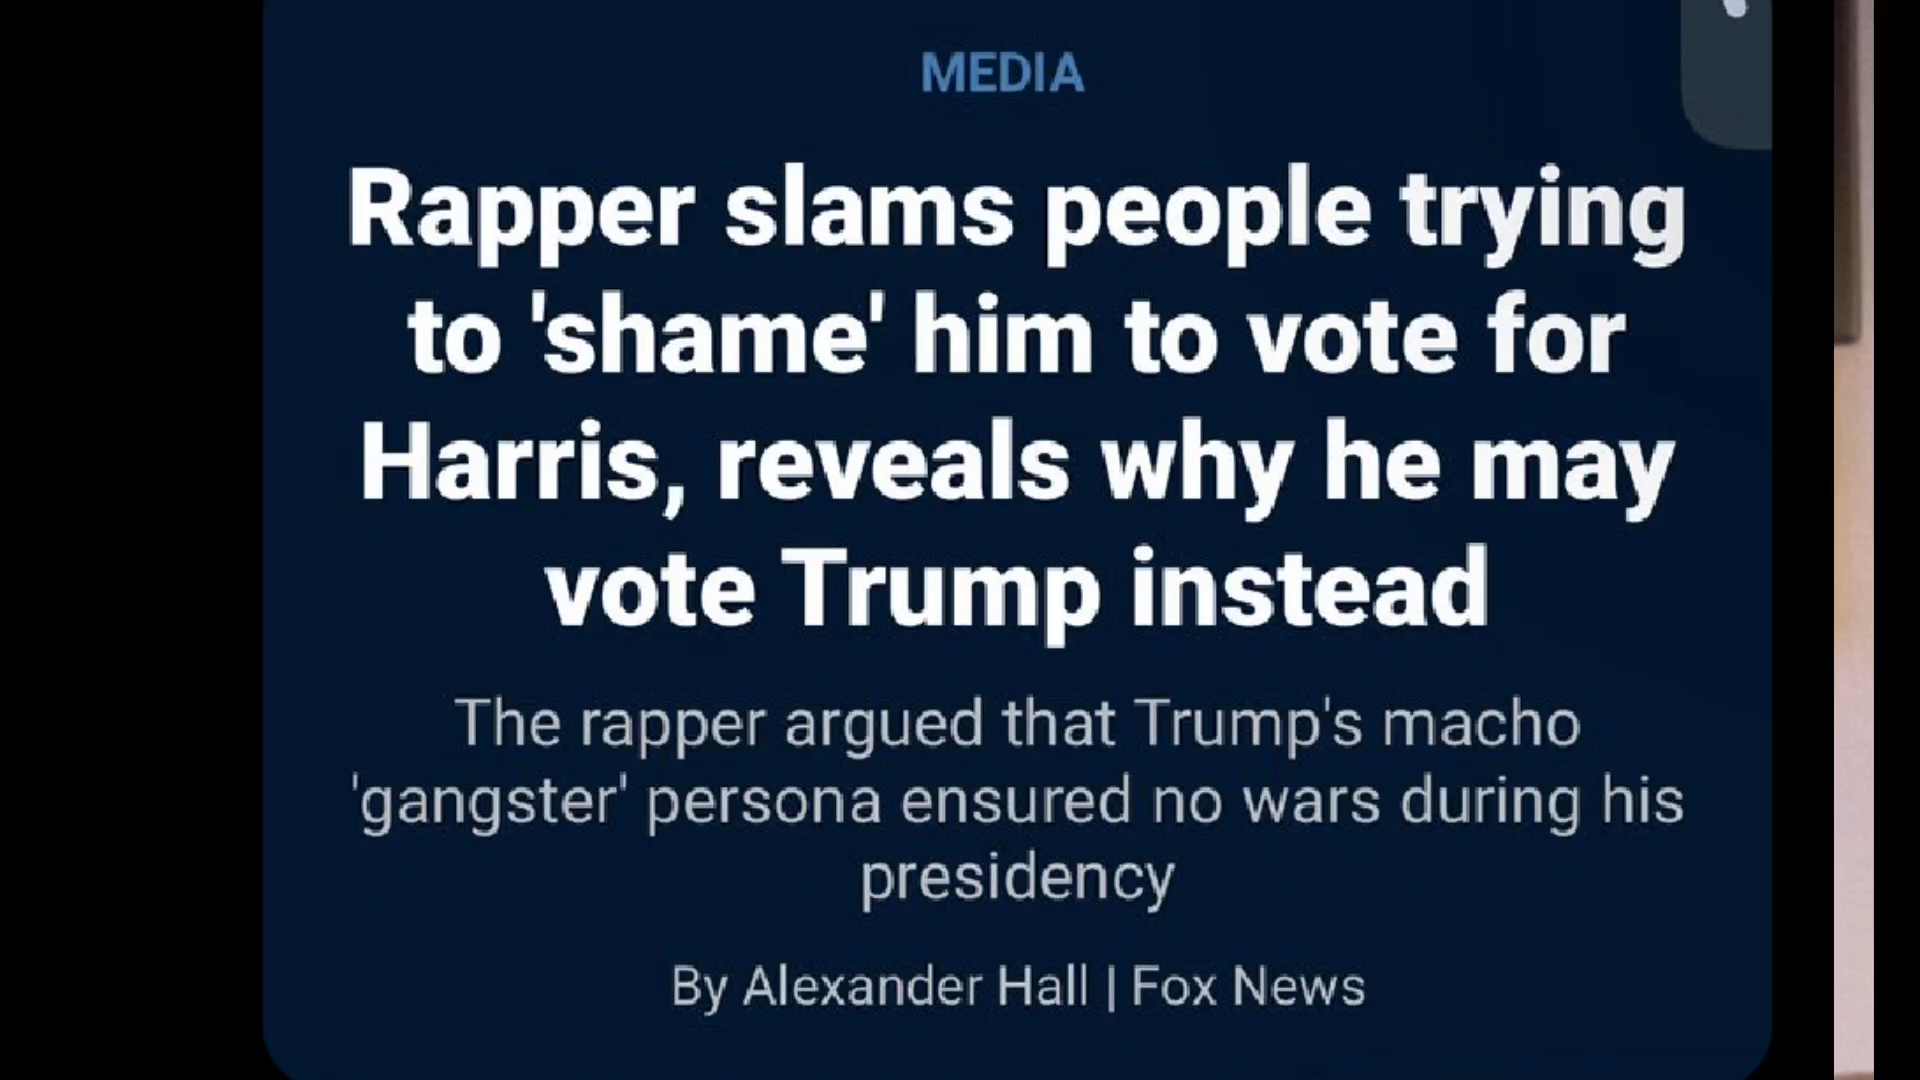 MEDIA
Rapper slams people trying
to 'shame' him to vote for
Harris, reveals why he may
vote Trump instead
The rapper argued that Trump's macho
'gangster' persona ensured no wars during his
presidency
By Alexander Hall | Fox News